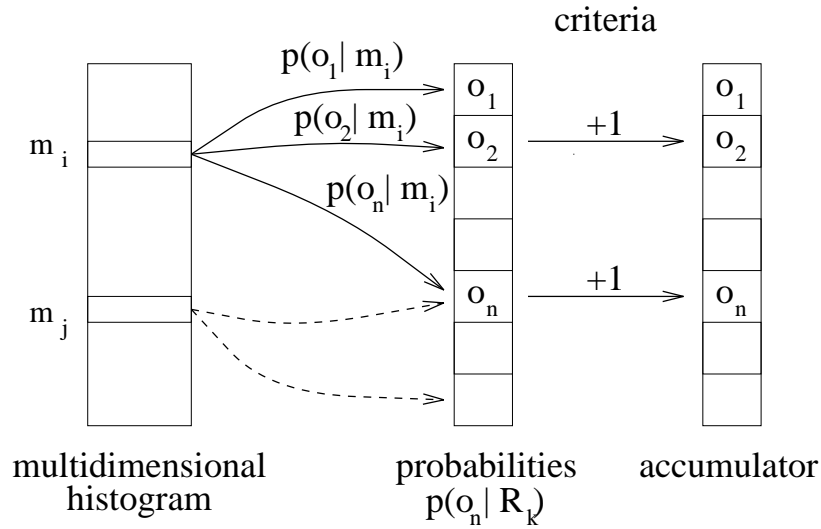 criteria
p(o₁| mᵢ)
o₁
o₁
p(o₂| mᵢ)
+1
mᵢ
o₂
o₂
p(oₙ| mᵢ)
+1
mⱼ
oₙ
oₙ
multidimensional
histogram
probabilities
p(oₙ| Rₖ)
accumulator